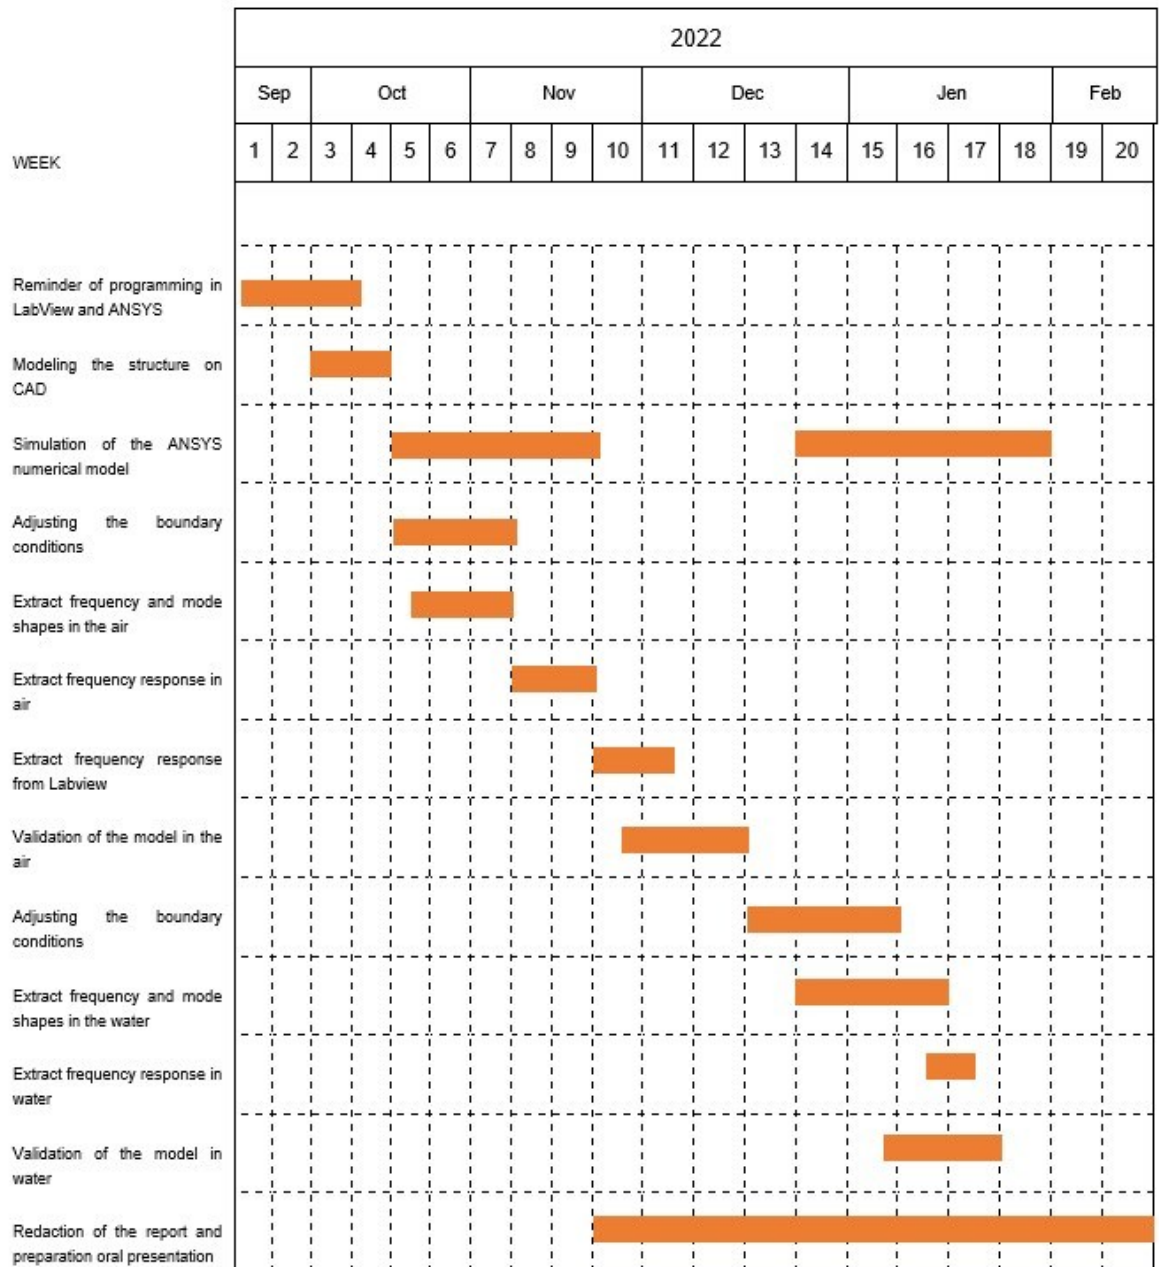 2022
Sep Oct Nov Dec Jen Feb
WEEK 1 2 3 4 5 6 7 8 9 10 11 12 13 14 15 16 17 18 19 20
Reminder of programming in
LabView and ANSYS
Modeling the structure on
CAD
Simulation of the ANSYS
numerical model
Adjusting the boundary
conditions
Extract frequency and mode
shapes in the air
Extract frequency response in
air
Extract frequency response
from Labview
Validation of the model in the
air
Adjusting the boundary
conditions
Extract frequency and mode
shapes in the water
Extract frequency response in
water
Validation of the model in
water
Redaction of the report and
preparation oral presentation